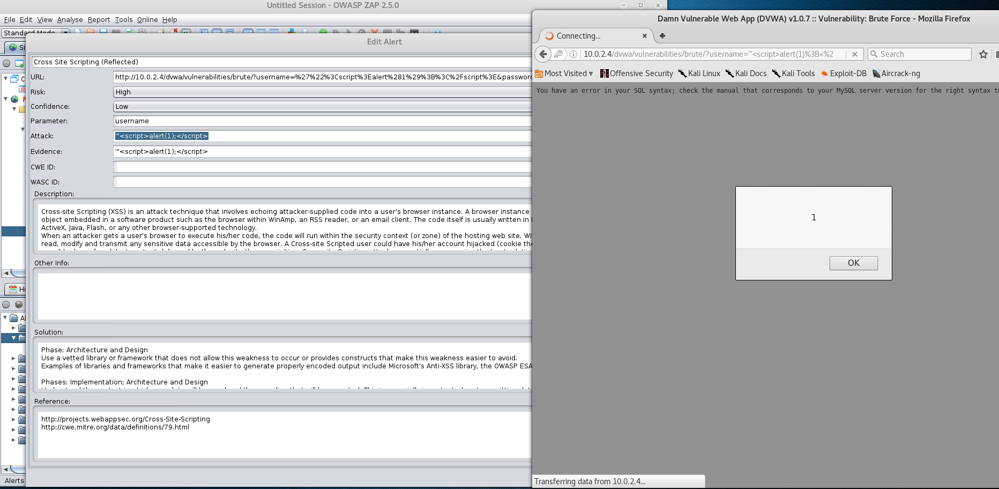 Untitled Session - OWASP ZAP 2.5.0
File Edit View Analyse Report Tools Online Help
Standard Mode
Edit Alert
Cross Site Scripting (Reflected)
URL: http://10.0.2.4/dvwa/vulnerabilities/brute/?username=%27%22%3Cscript%3Ealert%281%29%3B%3C%2Fscript%3E&password
Risk: High
Confidence: Low
Parameter: username
Attack: '"<script>alert(1);</script>
Evidence: '"<script>alert(1);</script>
CWE ID:
WASC ID:
Description:
Cross-site Scripting (XSS) is an attack technique that involves echoing attacker-supplied code into a user's browser instance. A browser instance
object embedded in a software product such as the browser within WinAmp, an RSS reader, or an email client. The code itself is usually written in
ActiveX, Java, Flash, or any other browser-supported technology.
When an attacker gets a user's browser to execute his/her code, the code will run within the security context (or zone) of the hosting web site.
read, modify and transmit any sensitive data accessible by the browser. A Cross-site Scripted user could have his/her account hijacked (cookie
Other Info:
Solution:
Phase: Architecture and Design
Use a vetted library or framework that does not allow this weakness to occur or provides constructs that make this weakness easier to avoid.
Examples of libraries and frameworks that make it easier to generate properly encoded output include Microsoft's Anti-XSS library, the OWASP
Phases: Implementation; Architecture and Design
Reference:
http://projects.webappsec.org/Cross-Site-Scripting
http://cwe.mitre.org/data/definitions/79.html
Alerts
Damn Vulnerable Web App (DVWA) v1.0.7 :: Vulnerability: Brute Force - Mozilla Firefox
Connecting...
10.0.2.4/dvwa/vulnerabilities/brute/?username='"<script>alert(1)%3B<%2
Search
Most Visited Offensive Security Kali Linux Kali Docs Kali Tools Exploit-DB Aircrack-ng
You have an error in your SQL syntax; check the manual that corresponds to your MySQL server version for the right syntax
1
OK
Transferring data from 10.0.2.4...